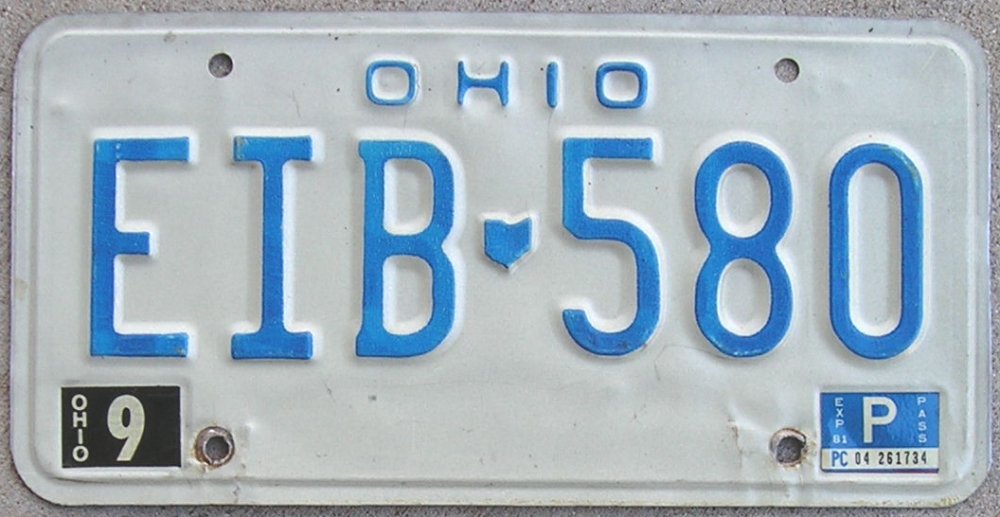 OHIO
EIB 580
OHIO 9
EXP 81 P PASS
PC 04 261734